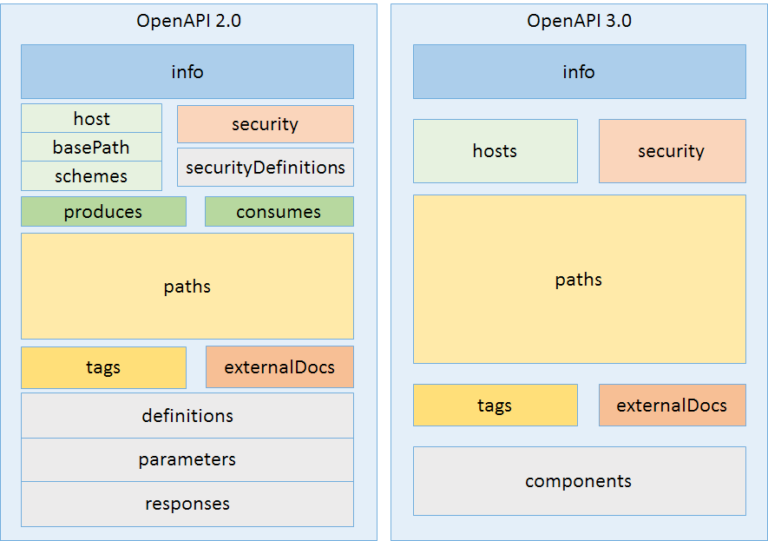 OpenAPI 2.0
info
host
basePath
schemes
security
securityDefinitions
produces
consumes
paths
tags
externalDocs
definitions
parameters
responses
OpenAPI 3.0
info
hosts
security
paths
tags
externalDocs
components